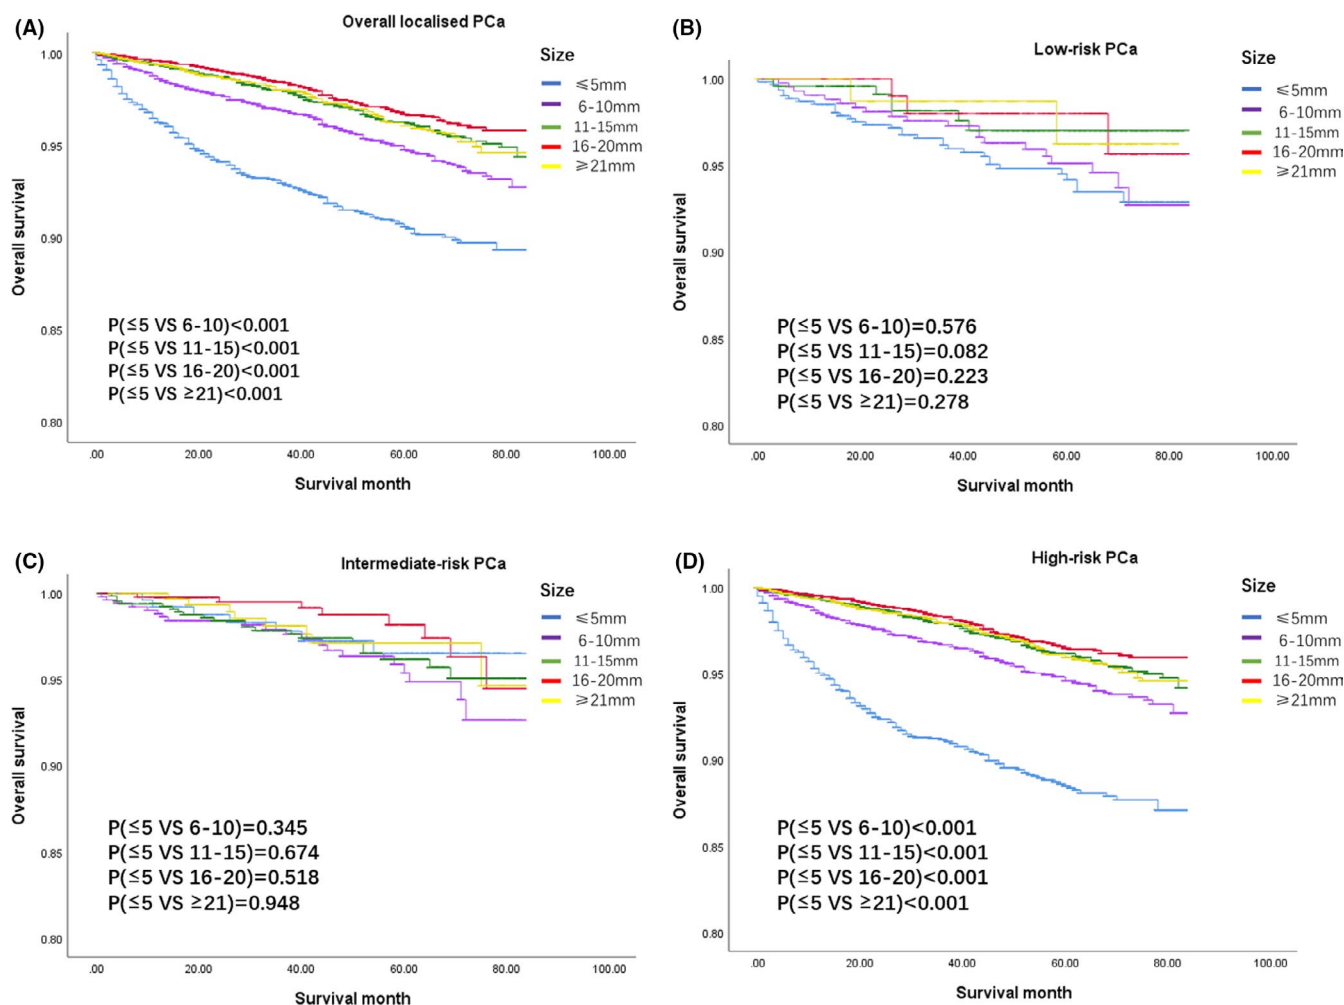 (A)
Overall localised PCa
Size
≤5mm
6-10mm
11-15mm
16-20mm
≥21mm
1.00
0.95
0.90
0.85
0.80
Overall survival
P(≤5 VS 6-10)<0.001
P(≤5 VS 11-15)<0.001
P(≤5 VS 16-20)<0.001
P(≤5 VS ≥21)<0.001
.00 20.00 40.00 60.00 80.00 100.00
Survival month
(B)
Low-risk PCa
Size
≤5mm
6-10mm
11-15mm
16-20mm
≥21mm
1.00
0.95
0.90
0.85
0.80
Overall survival
P(≤5 VS 6-10)=0.576
P(≤5 VS 11-15)=0.082
P(≤5 VS 16-20)=0.223
P(≤5 VS ≥21)=0.278
.00 20.00 40.00 60.00 80.00 100.00
Survival month
(C)
Intermediate-risk PCa
Size
≤5mm
6-10mm
11-15mm
16-20mm
≥21mm
1.00
0.95
0.90
0.85
0.80
Overall survival
P(≤5 VS 6-10)=0.345
P(≤5 VS 11-15)=0.674
P(≤5 VS 16-20)=0.518
P(≤5 VS ≥21)=0.948
.00 20.00 40.00 60.00 80.00 100.00
Survival month
(D)
High-risk PCa
Size
≤5mm
6-10mm
11-15mm
16-20mm
≥21mm
1.00
0.95
0.90
0.85
0.80
Overall survival
P(≤5 VS 6-10)<0.001
P(≤5 VS 11-15)<0.001
P(≤5 VS 16-20)<0.001
P(≤5 VS ≥21)<0.001
.00 20.00 40.00 60.00 80.00 100.00
Survival month